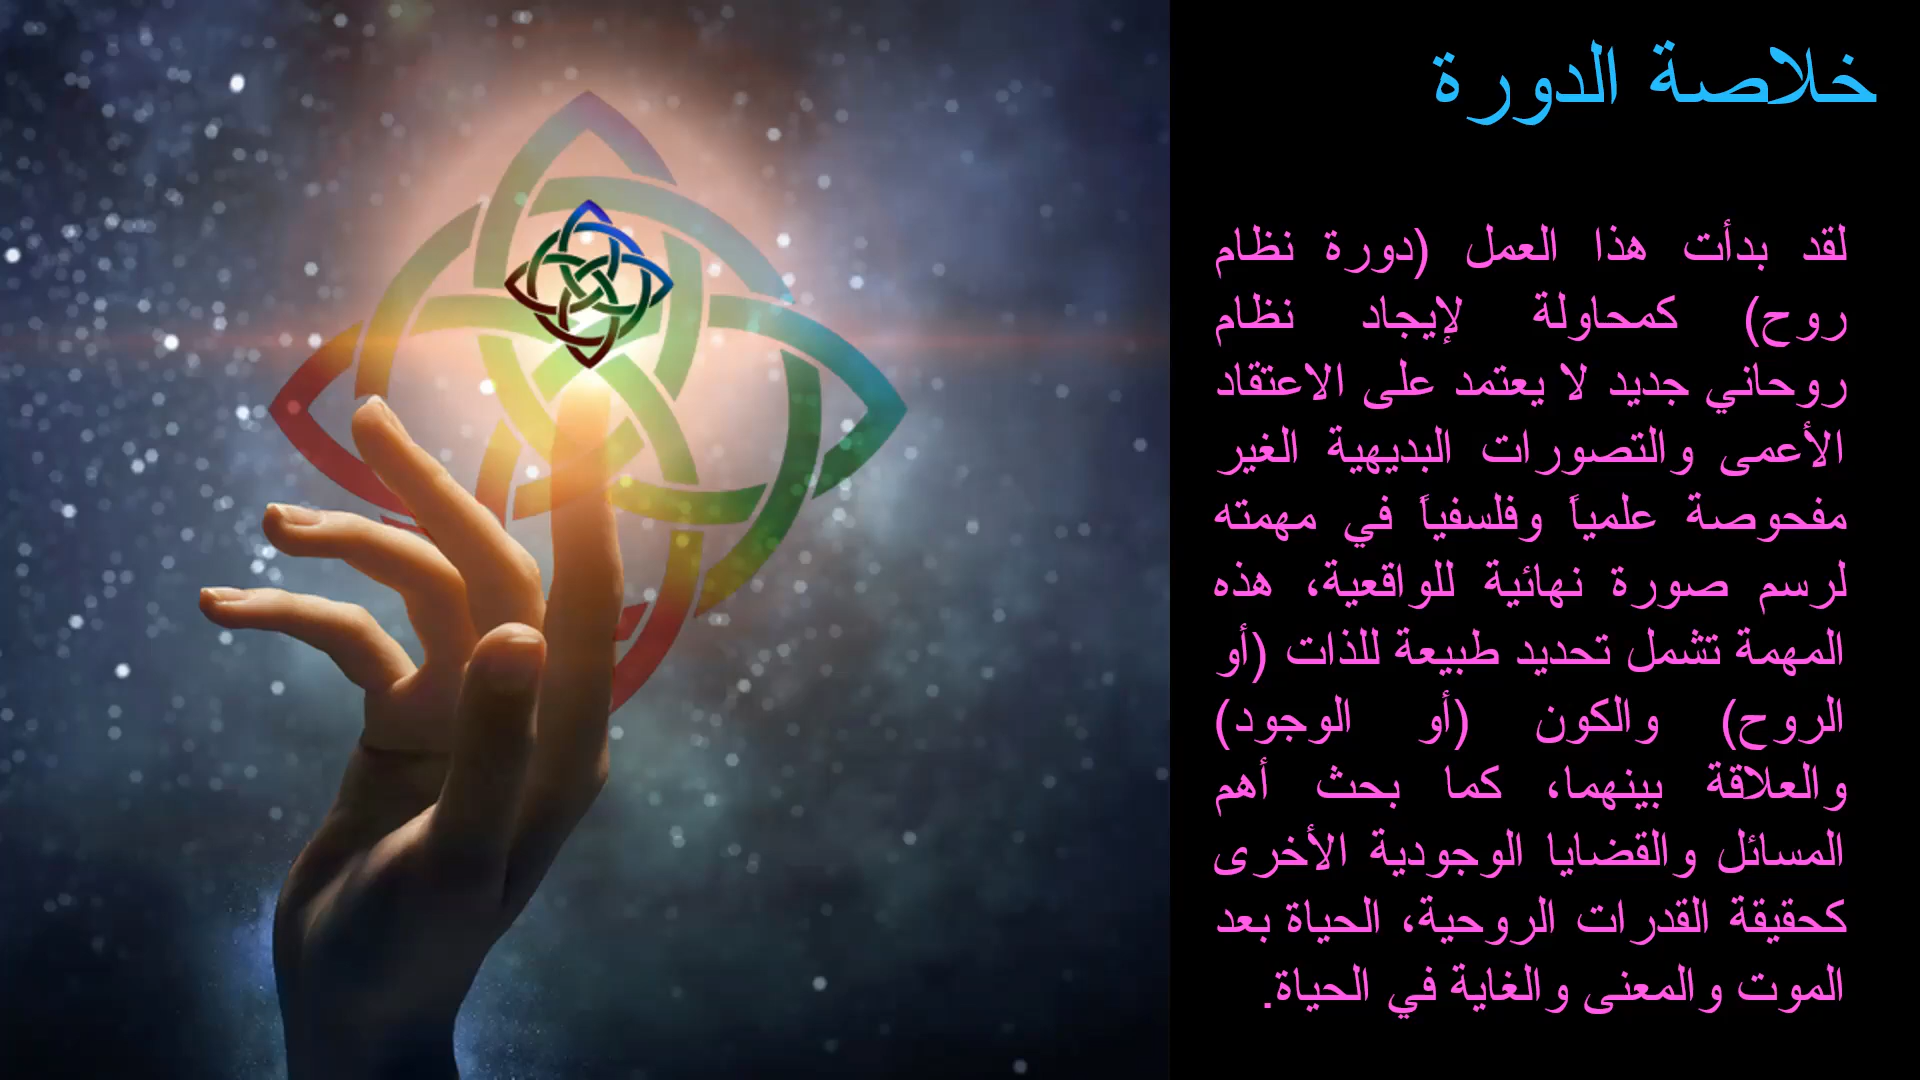 خلاصة الدورة
لقد بدأت هذا العمل (دورة نظام
روح) كمحاولة لإيجاد نظام
روحاني جديد لا يعتمد على الاعتقاد
الأعمى والتصورات البديهية الغير
مفحوصة علمياً وفلسفياً في مهمته
لرسم صورة نهائية للواقعية، هذه
المهمة تشمل تحديد طبيعة للذات (أو
الروح) والكون (أو الوجود)
والعلاقة بينهما، كما بحث أهم
المسائل والقضايا الوجودية الأخرى
كحقيقة القدرات الروحية، الحياة بعد
الموت والمعنى والغاية في الحياة.